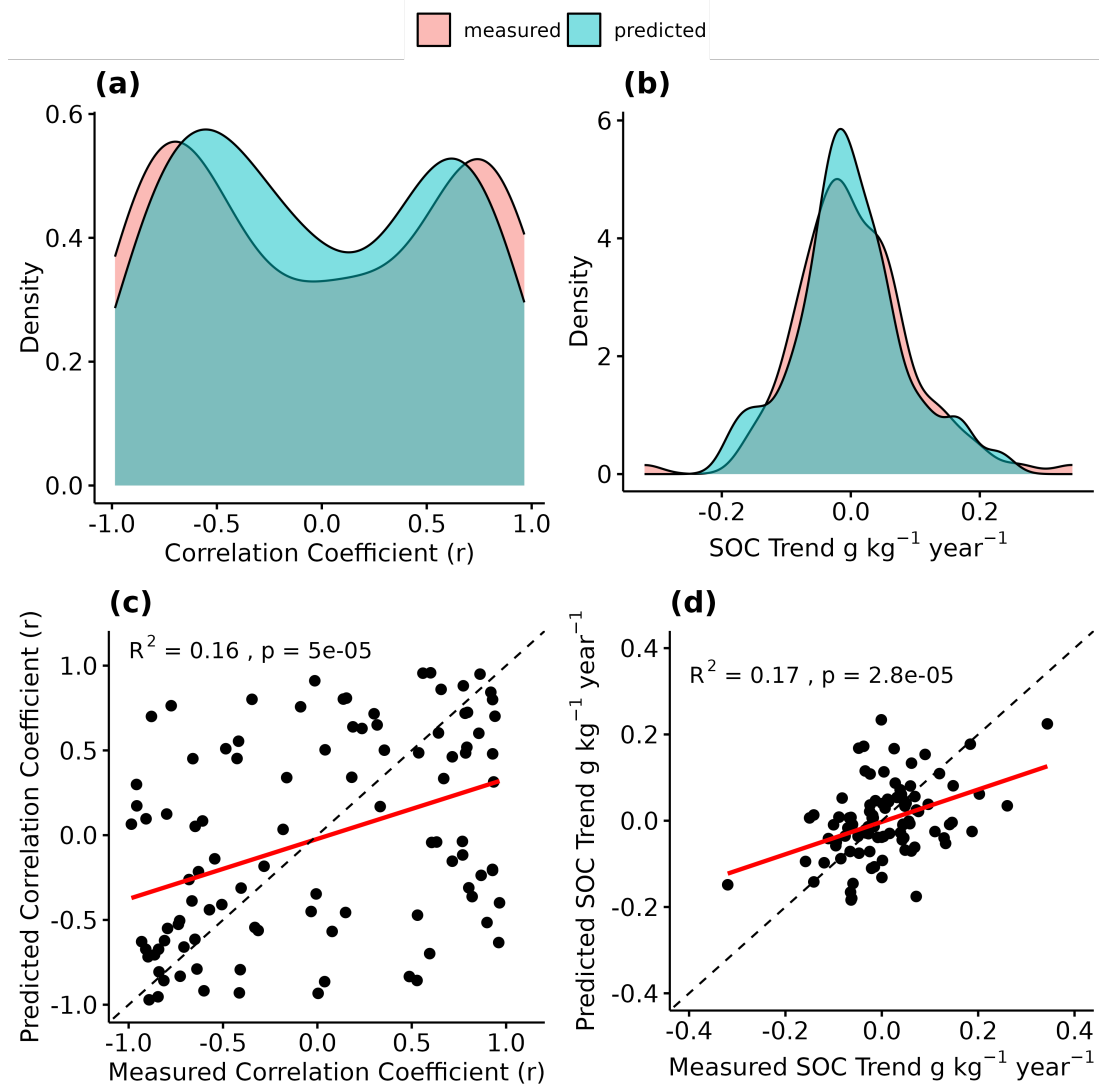 measured predicted
(a)
Density
0.6
0.4
0.2
0.0
-1.0 -0.5 0.0 0.5 1.0
Correlation Coefficient (r)
(b)
Density
6
4
2
0
-0.2 0.0 0.2
SOC Trend g kg⁻¹ year⁻¹
(c)
R² = 0.16 , p = 5e-05
Predicted Correlation Coefficient (r)
1.0
0.5
0.0
-0.5
-1.0
-1.0 -0.5 0.0 0.5 1.0
Measured Correlation Coefficient (r)
(d)
R² = 0.17 , p = 2.8e-05
Predicted SOC Trend g kg⁻¹ year⁻¹
0.4
0.2
0.0
-0.2
-0.4
-0.4 -0.2 0.0 0.2 0.4
Measured SOC Trend g kg⁻¹ year⁻¹